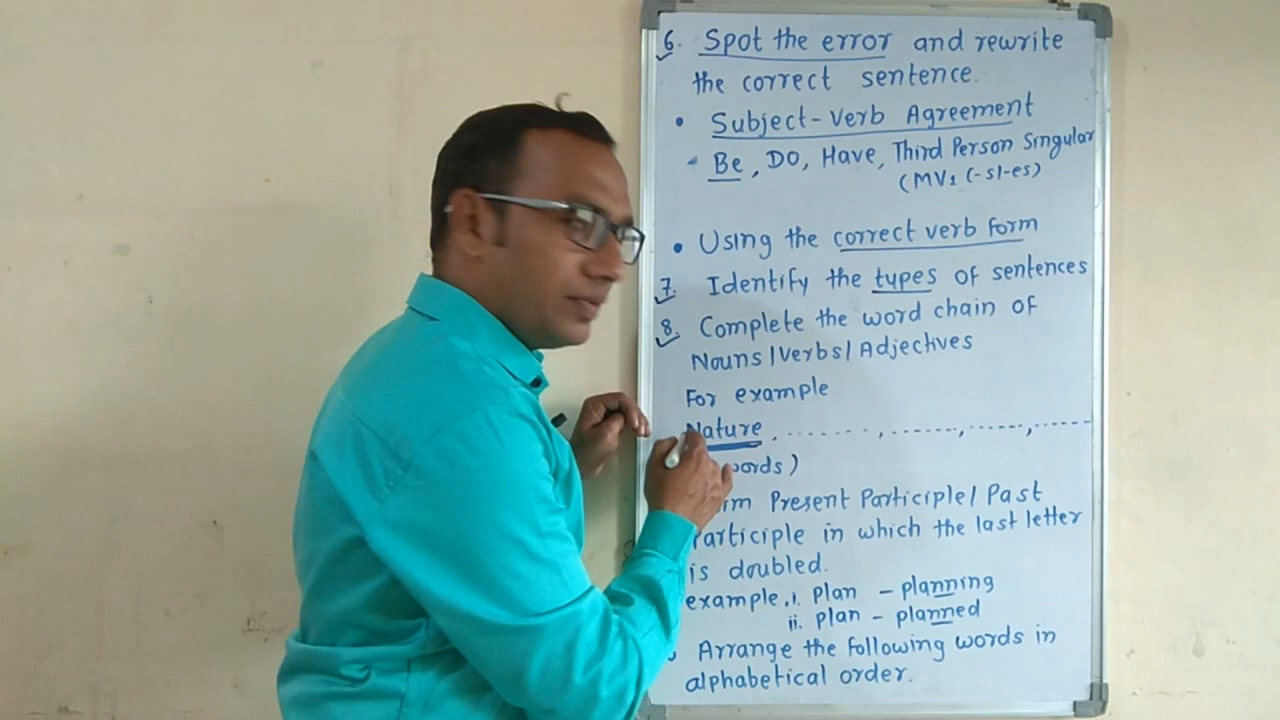 6. Spot the error and rewrite
the correct sentence.
• Subject-Verb Agreement
- Be, Do, Have, Third Person Singular
(MV1 (-s/-es)
• Using the correct verb form
7. Identify the types of sentences
8. Complete the word chain of
Nouns/Verbs/Adjectives
For example
Nature, ........, ......., ......, ......
words)
Present Participle/ Past
Participle in which the last letter
is doubled.
example, i. plan - planning
ii. plan - planned
Arrange the following words in
alphabetical order.